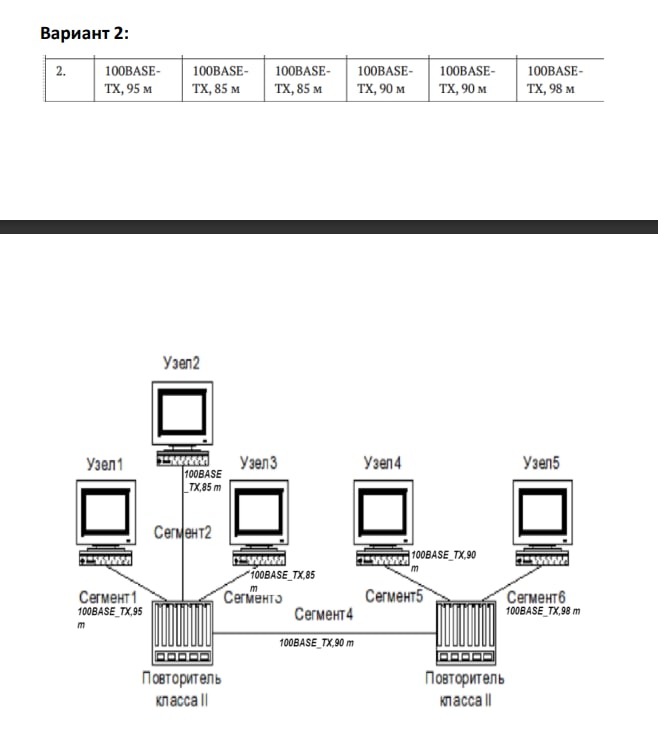 Вариант 2:
2. 100BASE- 100BASE- 100BASE- 100BASE- 100BASE- 100BASE-
TX, 95 м TX, 85 м TX, 85 м TX, 90 м TX, 90 м TX, 98 м
Узел2
Узел1
Узел3
Узел4
Узел5
100BASE
_TX,85 m
Сегмент2
100BASE_TX,90
m
100BASE_TX,85
m
Сегмент1
100BASE_TX,95
m
Сегмент3
Сегмент4
100BASE_TX,90 m
Сегмент5
Сегмент6
100BASE_TX,98 m
Повторитель
класса II
Повторитель
класса II